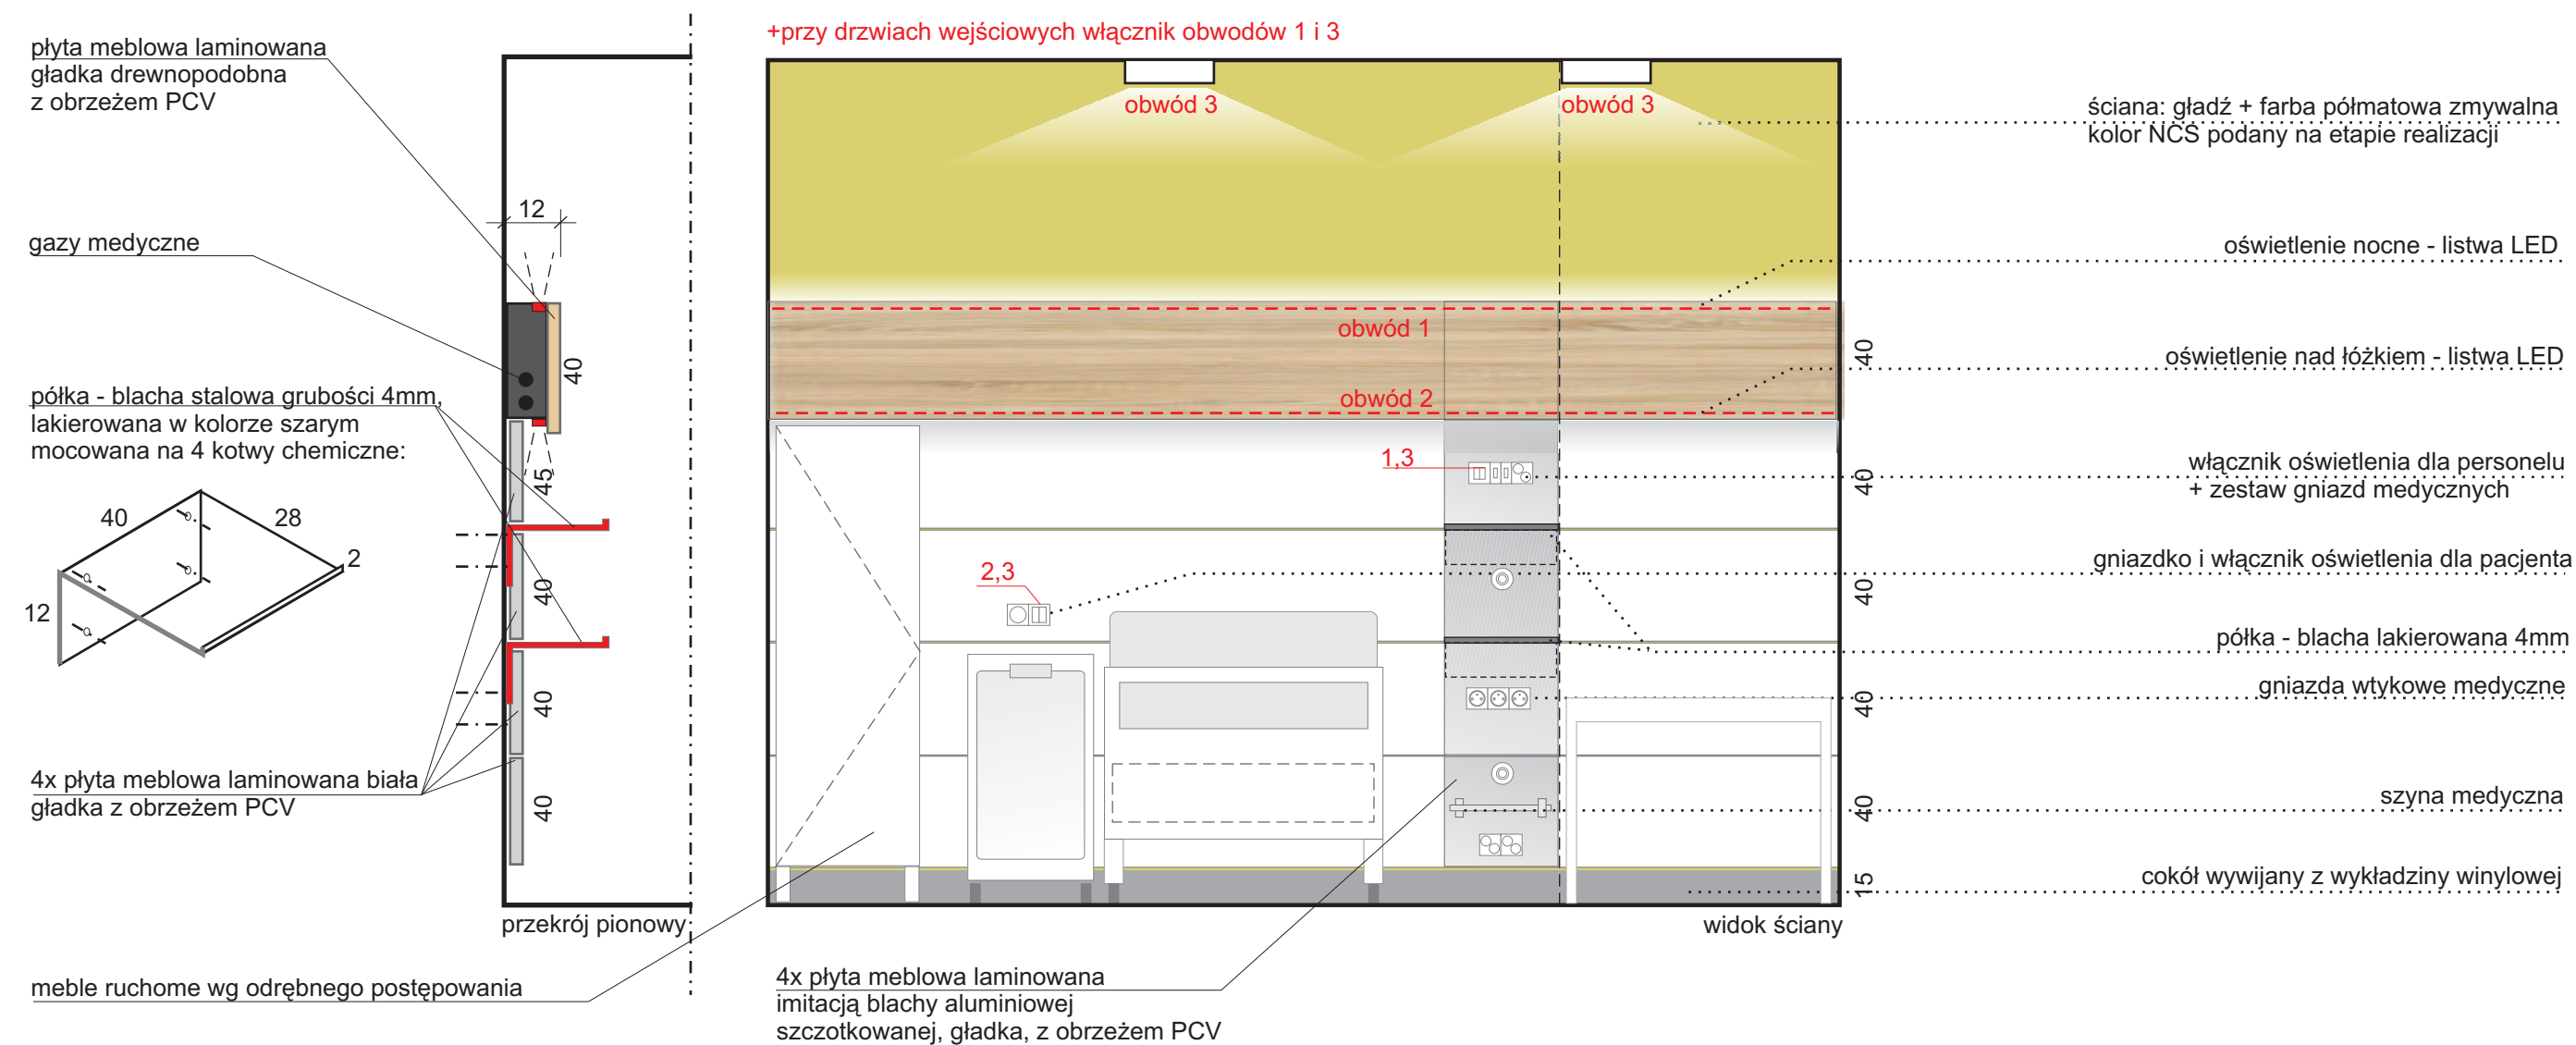 +przy drzwiach wejściowych włącznik obwodów 1 i 3
płyta meblowa laminowana
gładka drewnopodobna
z obrzeżem PCV
12
gazy medyczne
40
półka - blacha stalowa grubości 4mm,
lakierowana w kolorze szarym
mocowana na 4 kotwy chemiczne:
40
28
2
12
45
40
40
40
4x płyta meblowa laminowana biała
gładka z obrzeżem PCV
przekrój pionowy
meble ruchome wg odrębnego postępowania
obwód 3
obwód 3
obwód 1
obwód 2
1,3
2,3
40
40
40
40
40
15
widok ściany
4x płyta meblowa laminowana
imitacją blachy aluminiowej
szczotkowanej, gładka, z obrzeżem PCV
ściana: gładź + farba półmatowa zmywalna
kolor NCS podany na etapie realizacji
oświetlenie nocne - listwa LED
oświetlenie nad łóżkiem - listwa LED
włącznik oświetlenia dla personelu
+ zestaw gniazd medycznych
gniazdko i włącznik oświetlenia dla pacjenta
półka - blacha lakierowana 4mm
gniazda wtykowe medyczne
szyna medyczna
cokół wywijany z wykładziny winylowej